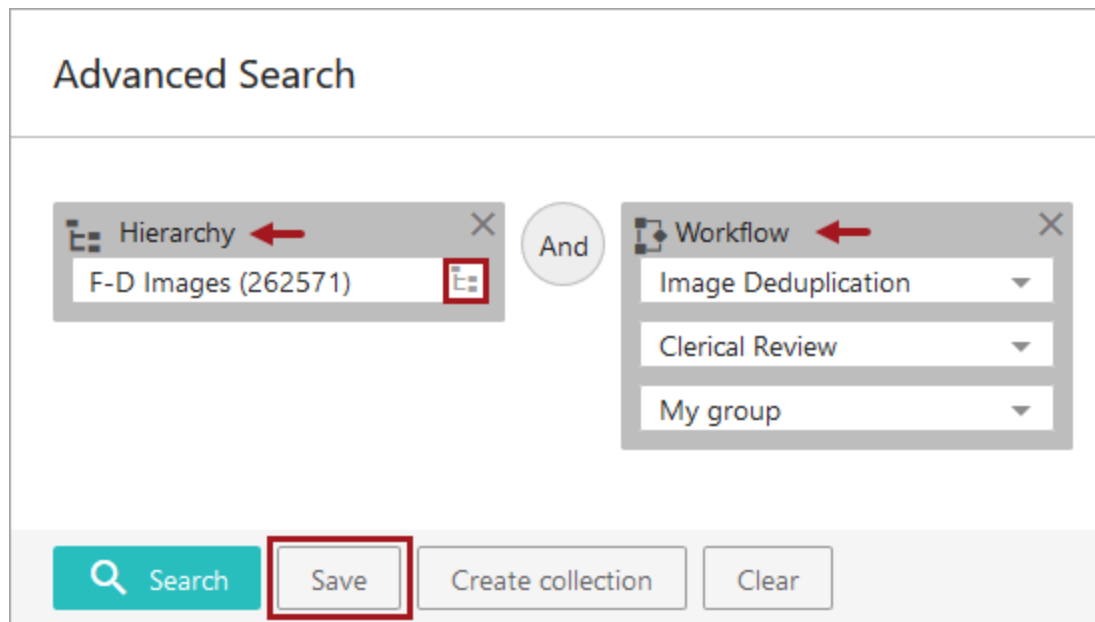 Advanced Search
Hierarchy
F-D Images (262571)
And
Workflow
Image Deduplication
Clerical Review
My group
Search
Save
Create collection
Clear